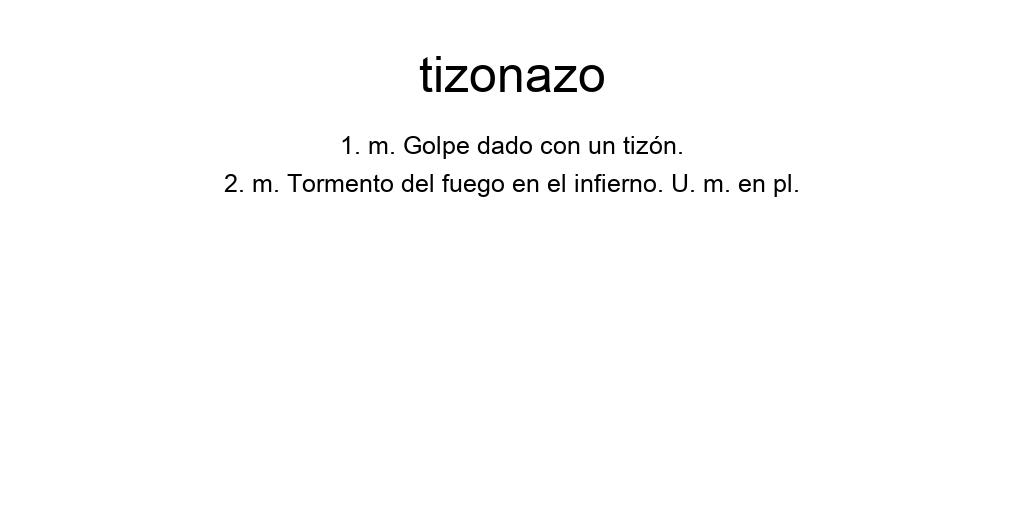 tizonazo
1. m. Golpe dado con un tizón.
2. m. Tormento del fuego en el infierno. U. m. en pl.